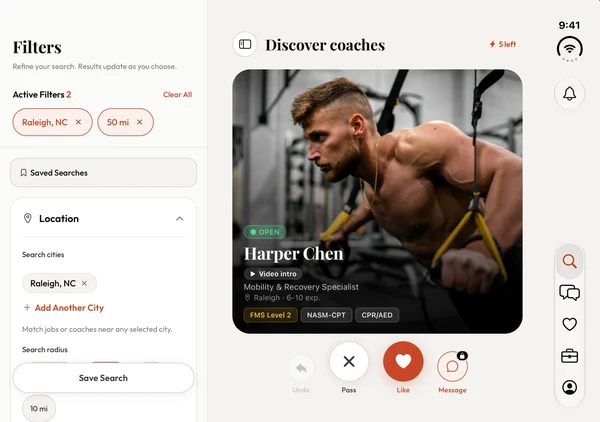 Filters
Refine your search. Results update as you choose.
Active Filters 2
Clear All
Raleigh, NC ×
50 mi ×
Saved Searches
Location
Search cities
Raleigh, NC ×
+ Add Another City
Match jobs or coaches near any selected city.
Search radius
Save Search
10 mi
Discover coaches
5 left
OPEN
Harper Chen
Video intro
Mobility & Recovery Specialist
Raleigh · 6-10 exp.
FMS Level 2
NASM-CPT
CPR/AED
Undo
Pass
Like
Message
9:41